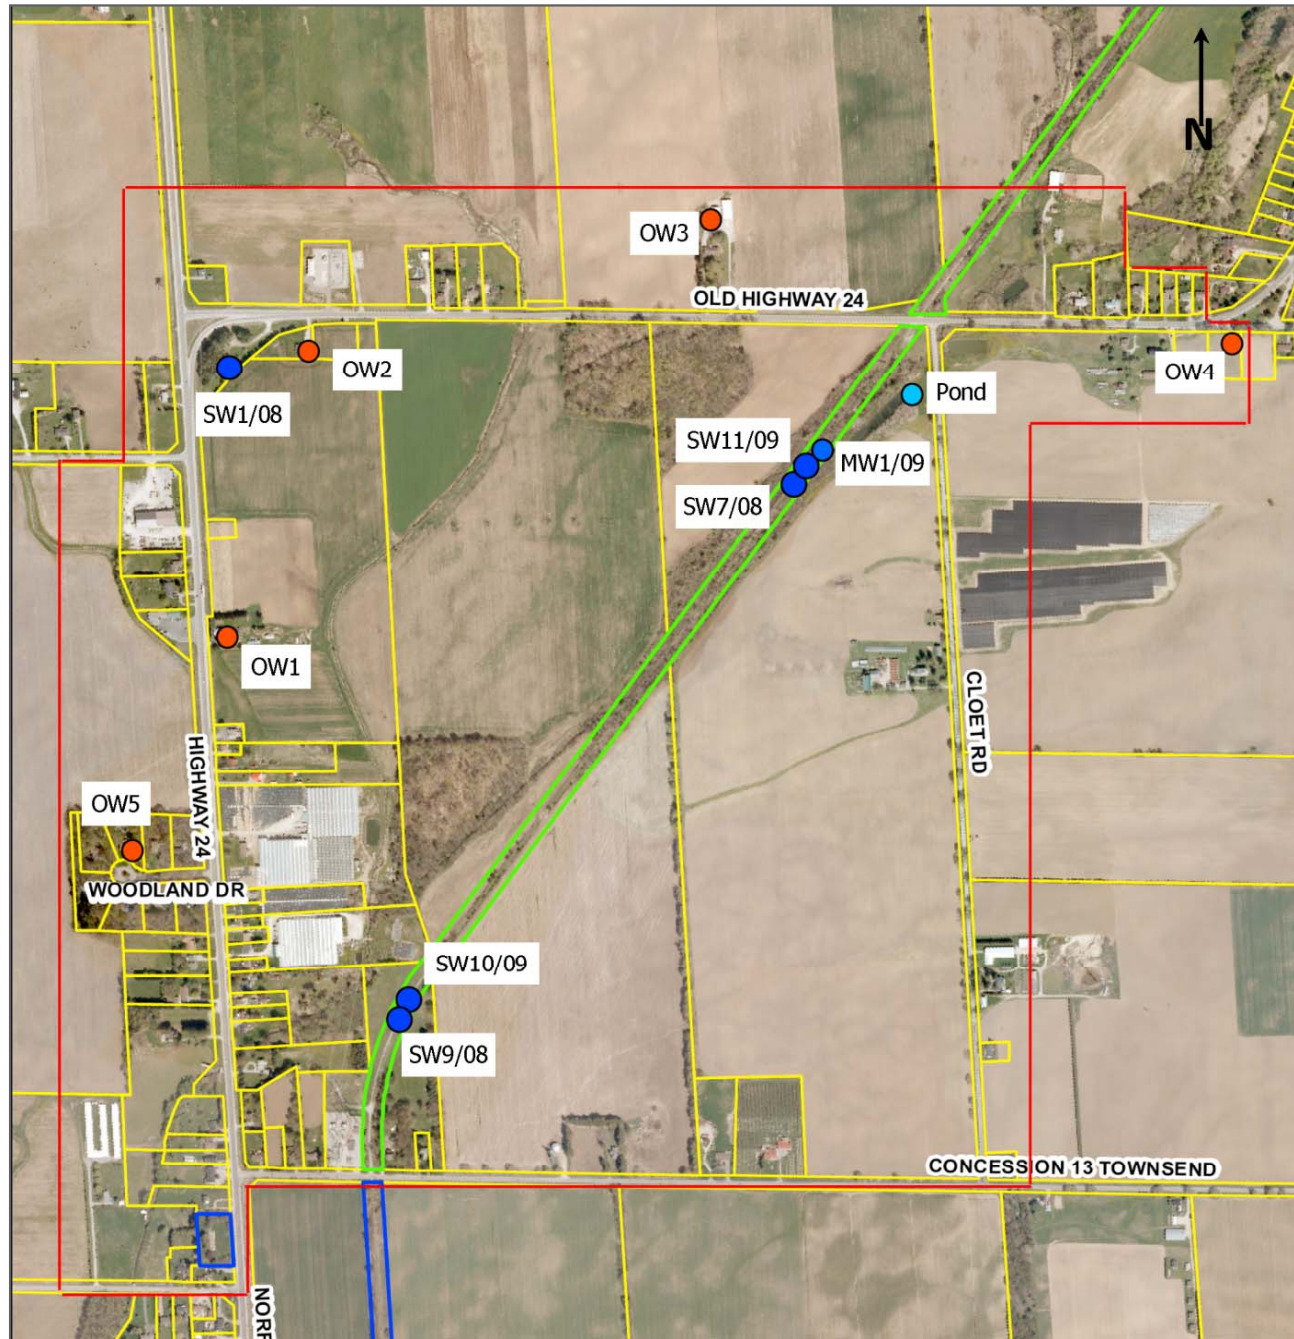 N
OW3
OLD HIGHWAY 24
OW2
OW4
SW1/08
Pond
SW11/09
MW1/09
SW7/08
OW1
CLOET RD
HIGHWAY 24
OW5
WOODLAND DR
SW10/09
SW9/08
CONCESSION 13 TOWNSEND